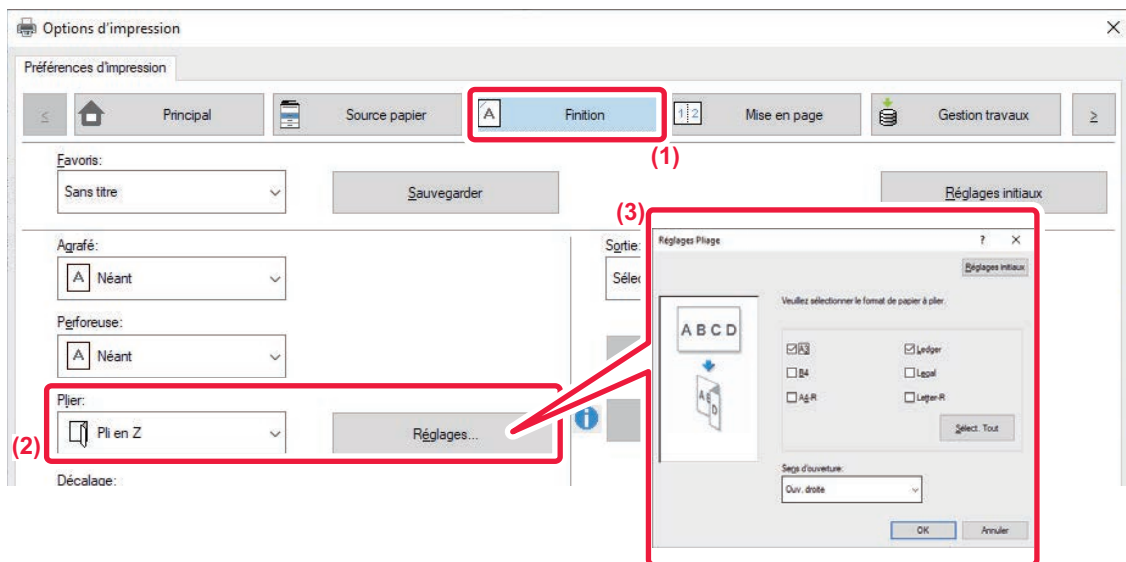 Options d'impression
Préférences d'impression
< Principal Source papier A Finition 1 2 Mise en page Gestion travaux >
(1)
Favoris:
Sans titre Sauvegarder Réglages initiaux
(3)
Agrafé:
A Néant
Sortie:
Sélec
Perforeuse:
A Néant
Plier:
(2) Pli en Z Réglages...
Décalage:
Réglages Pliage ? ×
Réglages initiaux
Veuillez sélectionner le format de papier à plier.
A B C D
A3 Ledger
B4 Legal
A4-R Letter-R
Sélect. Tout
Sens d'ouverture:
Ouv. droite
OK Annuler